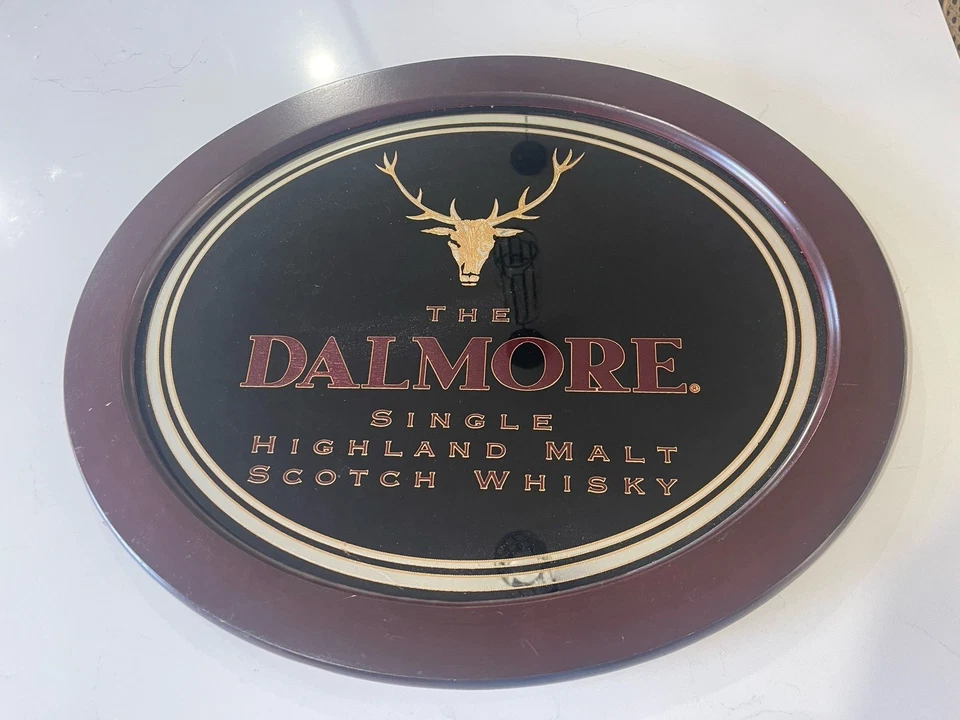 THE
DALMORE®
SINGLE
HIGHLAND MALT
SCOTCH WHISKY